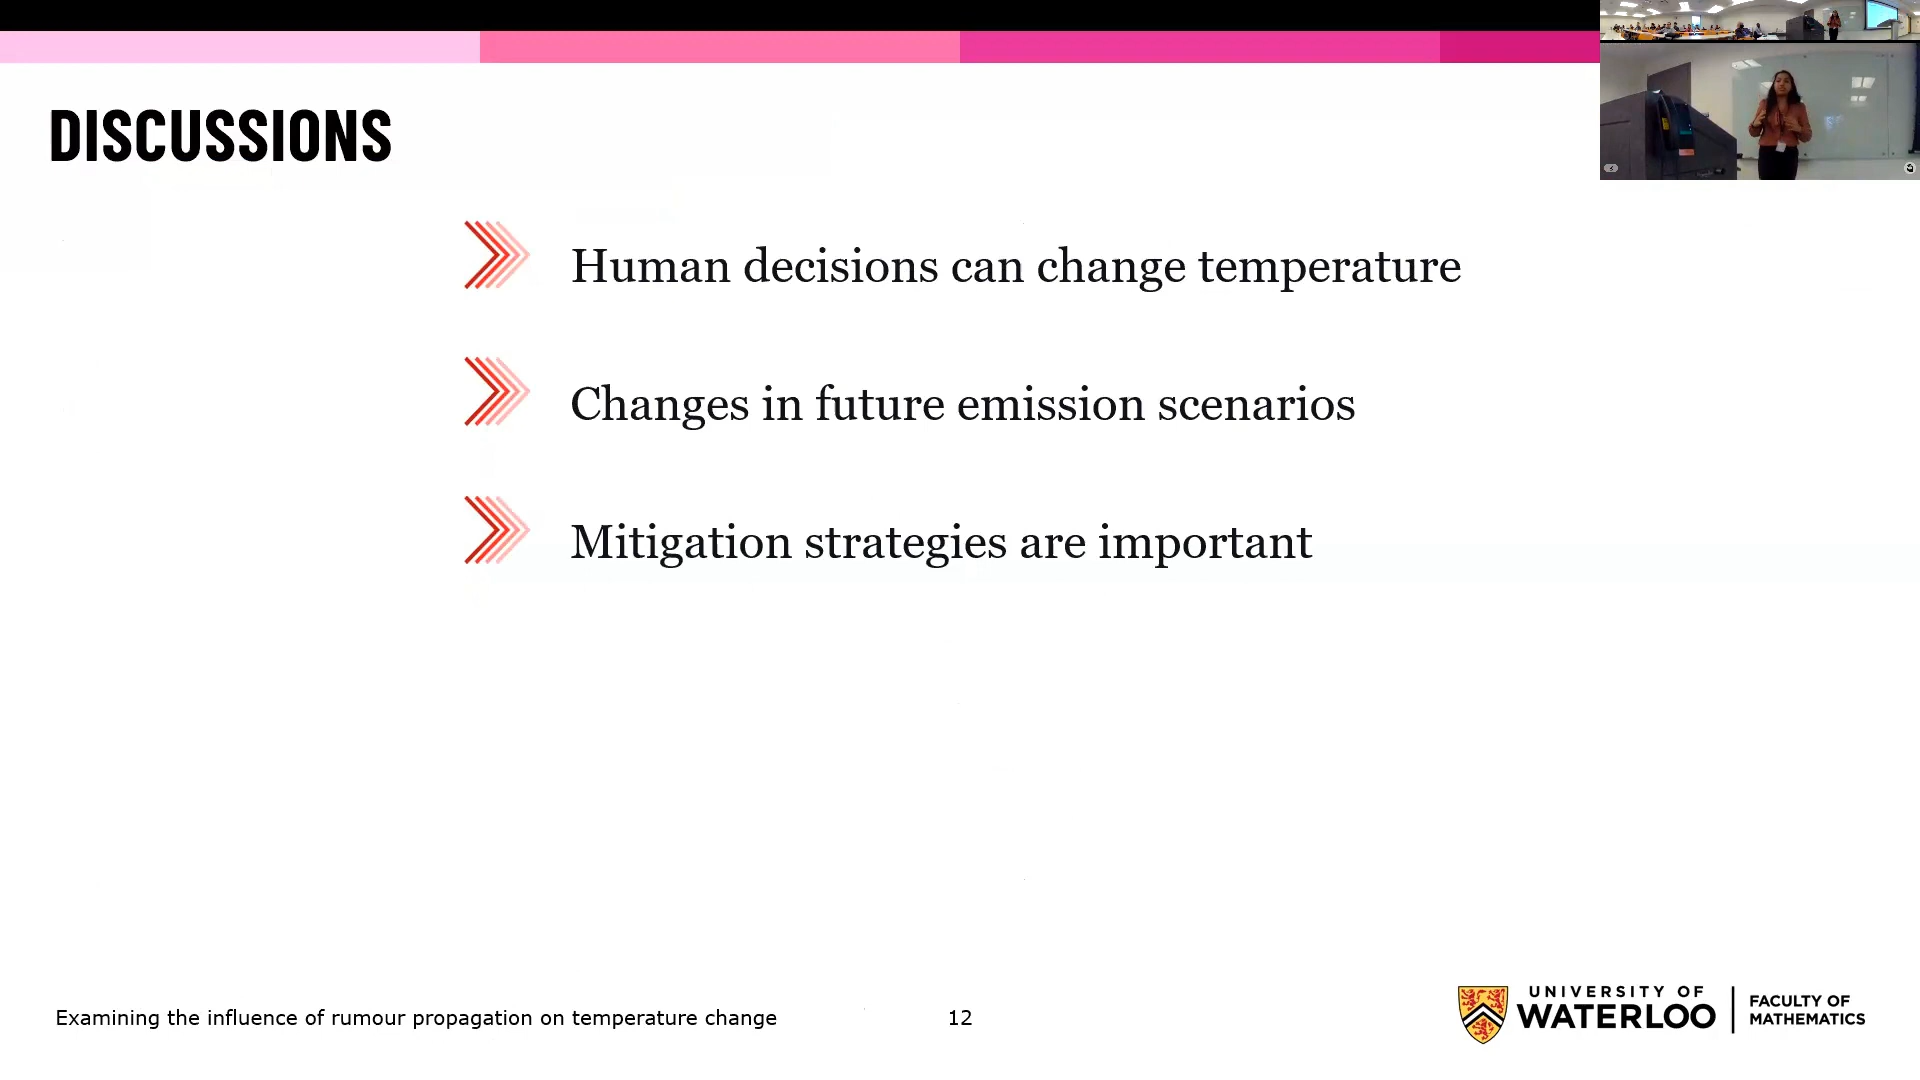 DISCUSSIONS
Human decisions can change temperature
Changes in future emission scenarios
Mitigation strategies are important
Examining the influence of rumour propagation on temperature change
12
UNIVERSITY OF
WATERLOO
FACULTY OF
MATHEMATICS